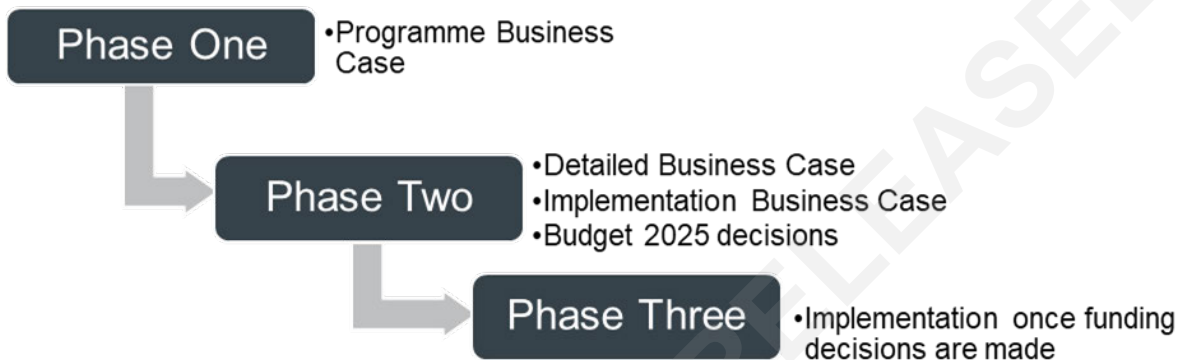 Phase One
•Programme Business
Case
Phase Two
•Detailed Business Case
•Implementation Business Case
•Budget 2025 decisions
Phase Three
•Implementation once funding
decisions are made